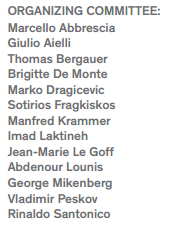 ORGANIZING COMMITTEE:
Marcello Abbrescia
Giulio Aielli
Thomas Bergauer
Brigitte De Monte
Marko Dragicevic
Sotirios Fragkiskos
Manfred Krammer
Imad Laktineh
Jean-Marie Le Goff
Abdenour Lounis
George Mikenberg
Vladimir Peskov
Rinaldo Santonico